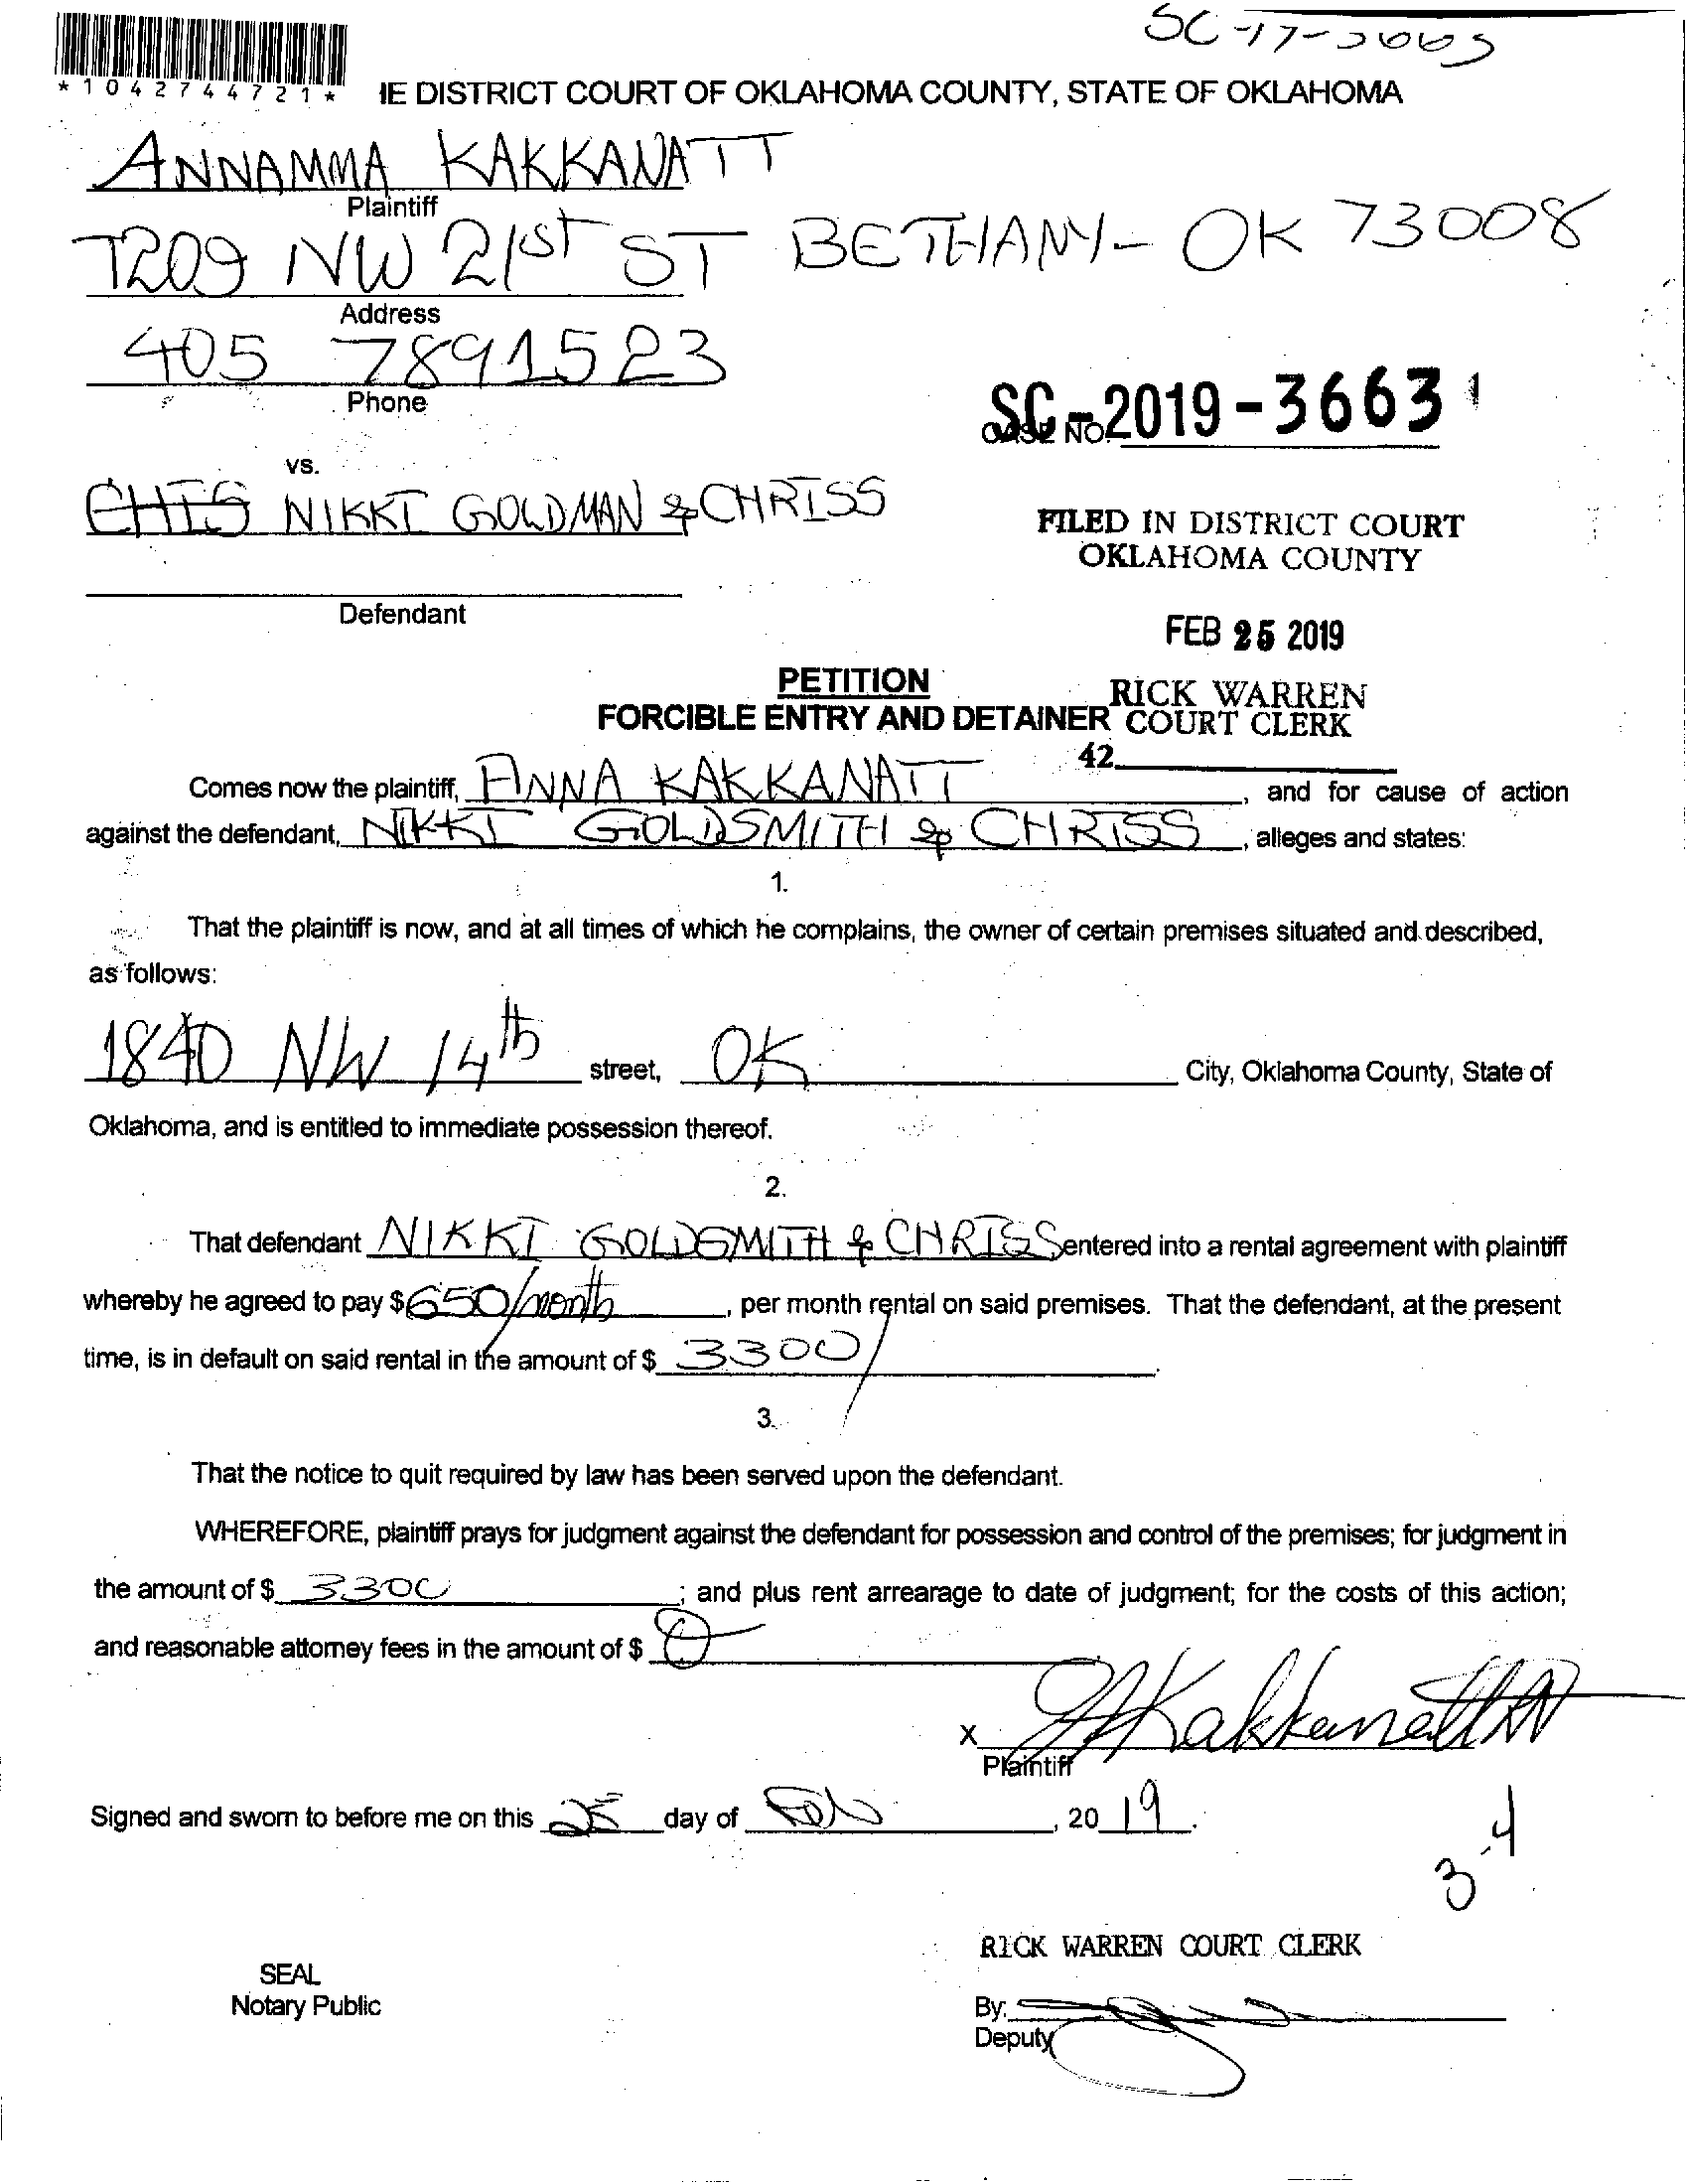 SC-17-3663
*1042744721*
IE DISTRICT COURT OF OKLAHOMA COUNTY, STATE OF OKLAHOMA
ANNAMMA KAKKANATT
Plaintiff
7209 NW 21ST ST BETHANY- OK 73008
Address
405 7891523
Phone
SC-2019-3663
CASE NO.
vs.
CHIS NIKKI GOLDMAN & CHRISS
FILED IN DISTRICT COURT
OKLAHOMA COUNTY
Defendant
FEB 25 2019
PETITION
RICK WARREN
FORCIBLE ENTRY AND DETAINER COURT CLERK
42
Comes now the plaintiff, ANNA KAKKANATT, and for cause of action
against the defendant, NIKKI GOLDSMITH & CHRISS, alleges and states:
1.
That the plaintiff is now, and at all times of which he complains, the owner of certain premises situated and described,
as follows:
1840 NW 14th street, OK City, Oklahoma County, State of
Oklahoma, and is entitled to immediate possession thereof.
2.
That defendant NIKKI GOLDSMITH & CHRISS entered into a rental agreement with plaintiff
whereby he agreed to pay $650/month, per month rental on said premises. That the defendant, at the present
time, is in default on said rental in the amount of $ 3300/.
3.
That the notice to quit required by law has been served upon the defendant.
WHEREFORE, plaintiff prays for judgment against the defendant for possession and control of the premises; for judgment in
the amount of $ 3300; and plus rent arrearage to date of judgment; for the costs of this action;
and reasonable attorney fees in the amount of $
X AKakkanatt
Plaintiff
Signed and sworn to before me on this 25 day of , 20 19.
3-4
RICK WARREN COURT CLERK
SEAL
Notary Public
By:
Deputy